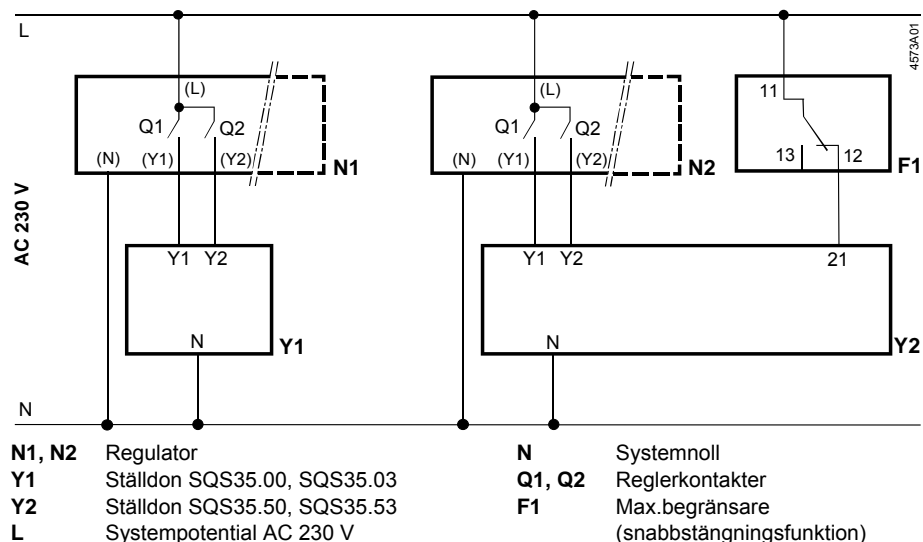 L
4573A01
(L)
Q1 Q2
(N) (Y1) (Y2)
N1
(L)
Q1 Q2
(N) (Y1) (Y2)
N2
11
13 12
F1
AC 230 V
Y1 Y2
N
Y1
Y1 Y2 21
N
Y2
N
N1, N2 Regulator
Y1 Ställdon SQS35.00, SQS35.03
Y2 Ställdon SQS35.50, SQS35.53
L Systempotential AC 230 V
N Systemnoll
Q1, Q2 Reglerkontakter
F1 Max.begränsare
(snabbstängningsfunktion)